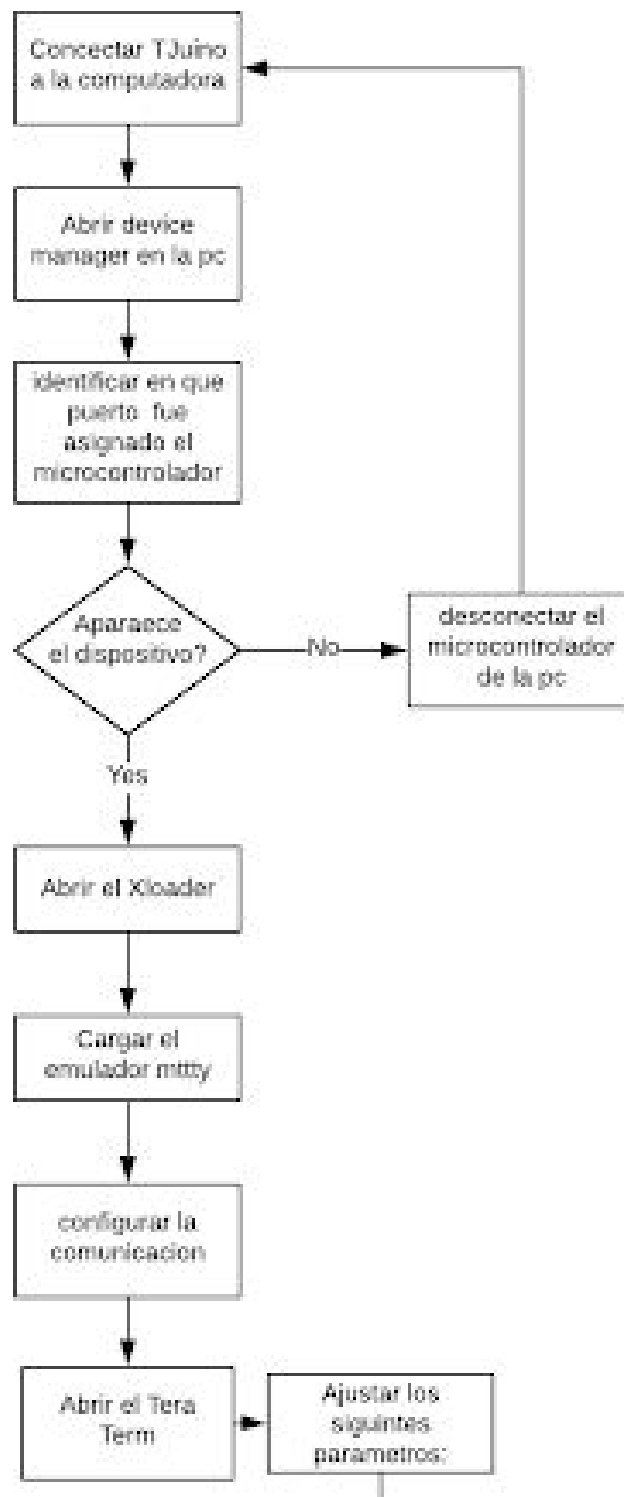 Concectar TJuino
a la computadora
Abrir device
manager en la pc
identificar en que
puerto fue
asignado el
microcontrolador
Aparaece
el dispositivo?
No
desconectar el
microcontrolador
de la pc
Yes
Abrir el Xloader
Cargar el
emulador mttty
configurar la
comunicacion
Abrir el Tera
Term
Ajustar los
siguintes
parametros: